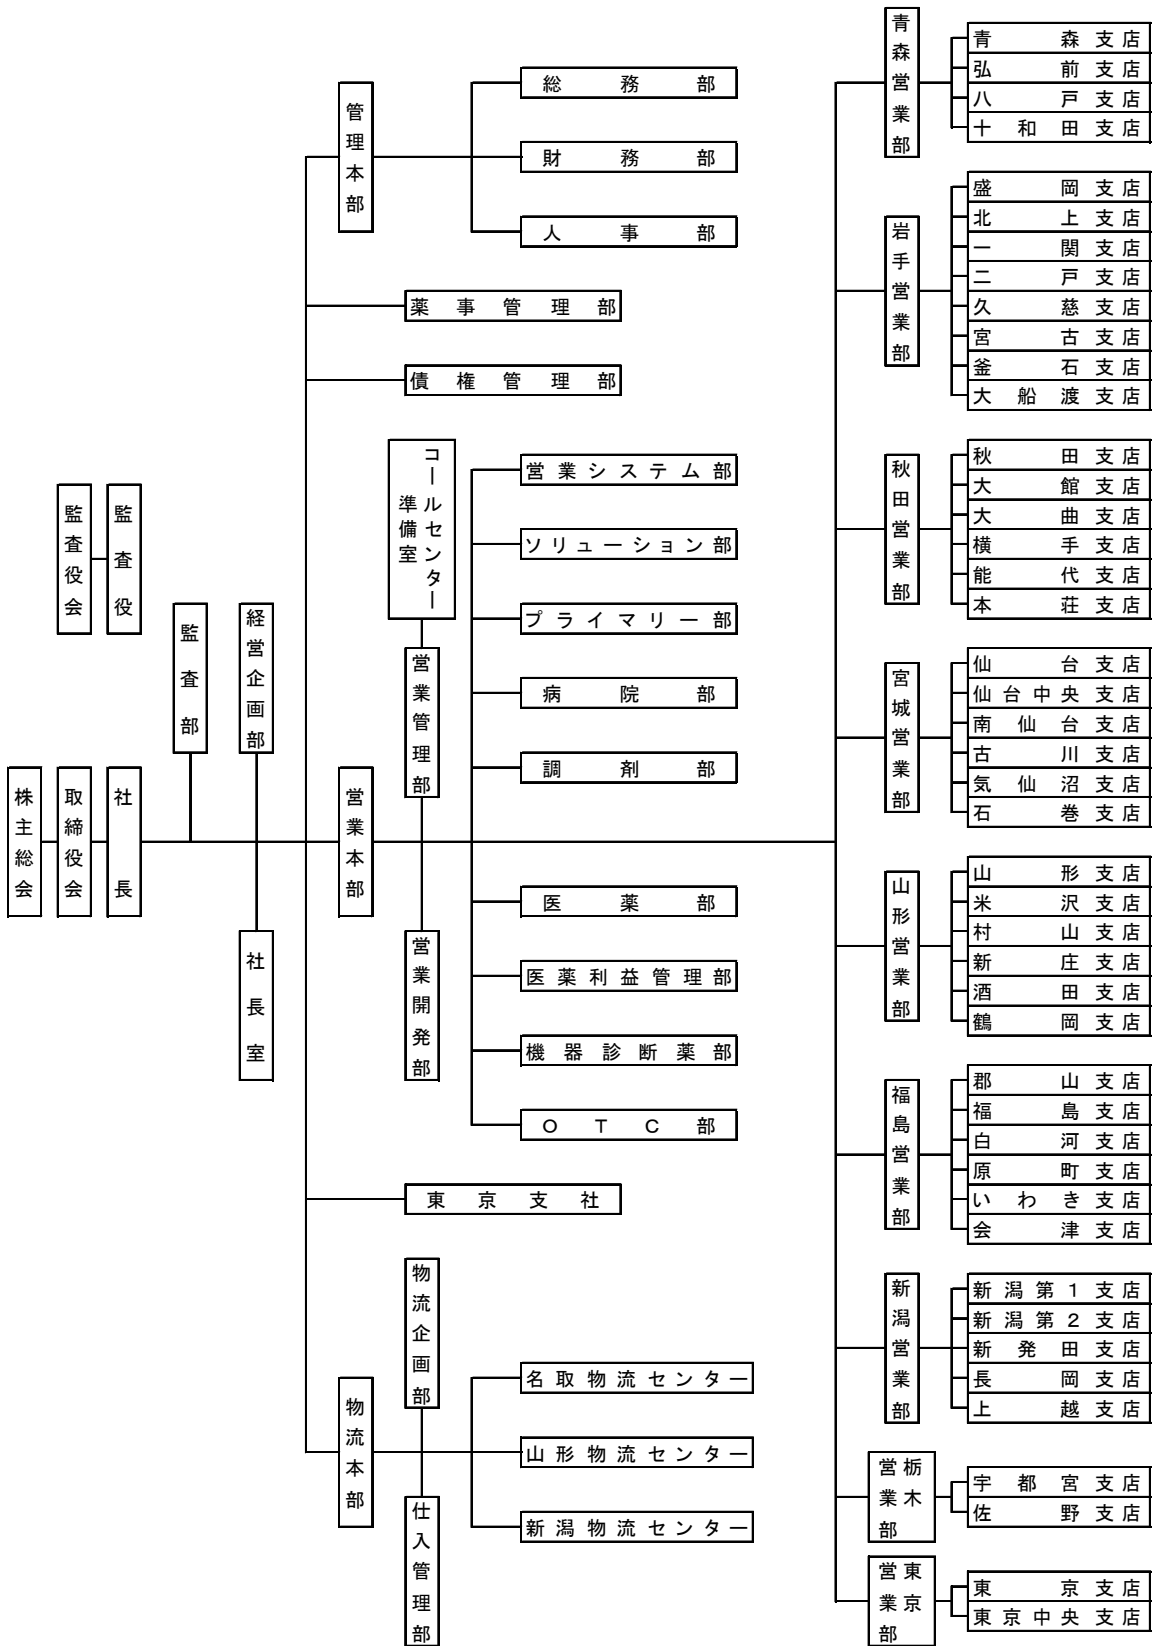 株主総会
取締役会
社長
監査役会
監査役
監査部
経営企画部
社長室
管理本部
総務部
財務部
人事部
薬事管理部
債権管理部
営業本部
コールセンター
準備室
営業管理部
営業開発部
営業システム部
ソリューション部
プライマリー部
病院部
調剤部
医薬部
医薬利益管理部
機器診断薬部
OTC部
東京支社
物流本部
物流企画部
仕入管理部
名取物流センター
山形物流センター
新潟物流センター
青森営業部
青森支店
弘前支店
八戸支店
十和田支店
岩手営業部
盛岡支店
北上支店
一関支店
二戸支店
久慈支店
宮古支店
釜石支店
大船渡支店
秋田営業部
秋田支店
大館支店
大曲支店
横手支店
能代支店
本荘支店
宮城営業部
仙台支店
仙台中央支店
南仙台支店
古川支店
気仙沼支店
石巻支店
山形営業部
山形支店
米沢支店
村山支店
新庄支店
酒田支店
鶴岡支店
福島営業部
郡山支店
福島支店
白河支店
原町支店
いわき支店
会津支店
新潟営業部
新潟第1支店
新潟第2支店
新発田支店
長岡支店
上越支店
栃木
営業部
宇都宮支店
佐野支店
東京
営業部
東京支店
東京中央支店